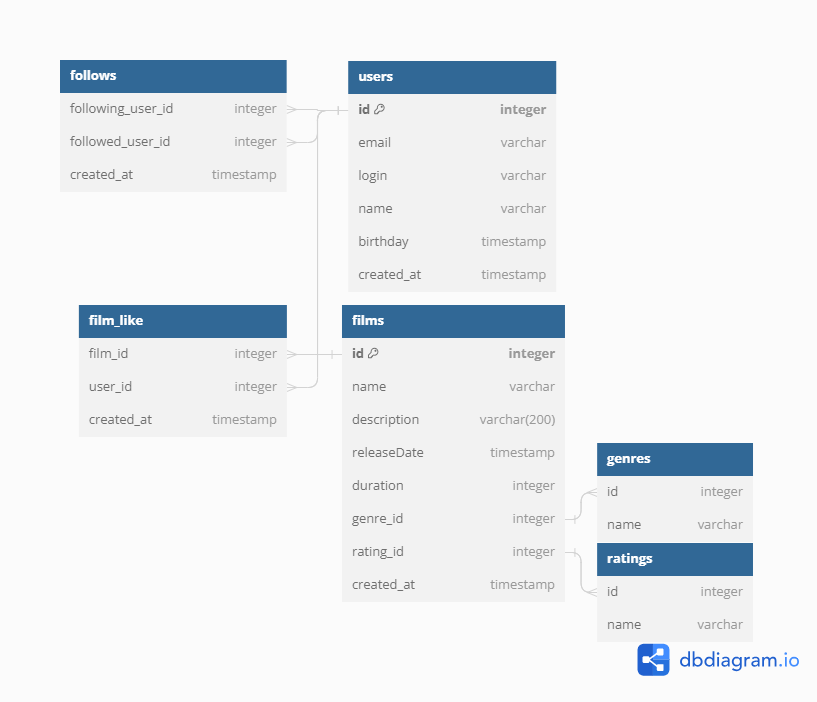 follows
following_user_id integer
followed_user_id integer
created_at timestamp
users
id integer
email varchar
login varchar
name varchar
birthday timestamp
created_at timestamp
film_like
film_id integer
user_id integer
created_at timestamp
films
id integer
name varchar
description varchar(200)
releaseDate timestamp
duration integer
genre_id integer
rating_id integer
created_at timestamp
genres
id integer
name varchar
ratings
id integer
name varchar
dbdiagram.io